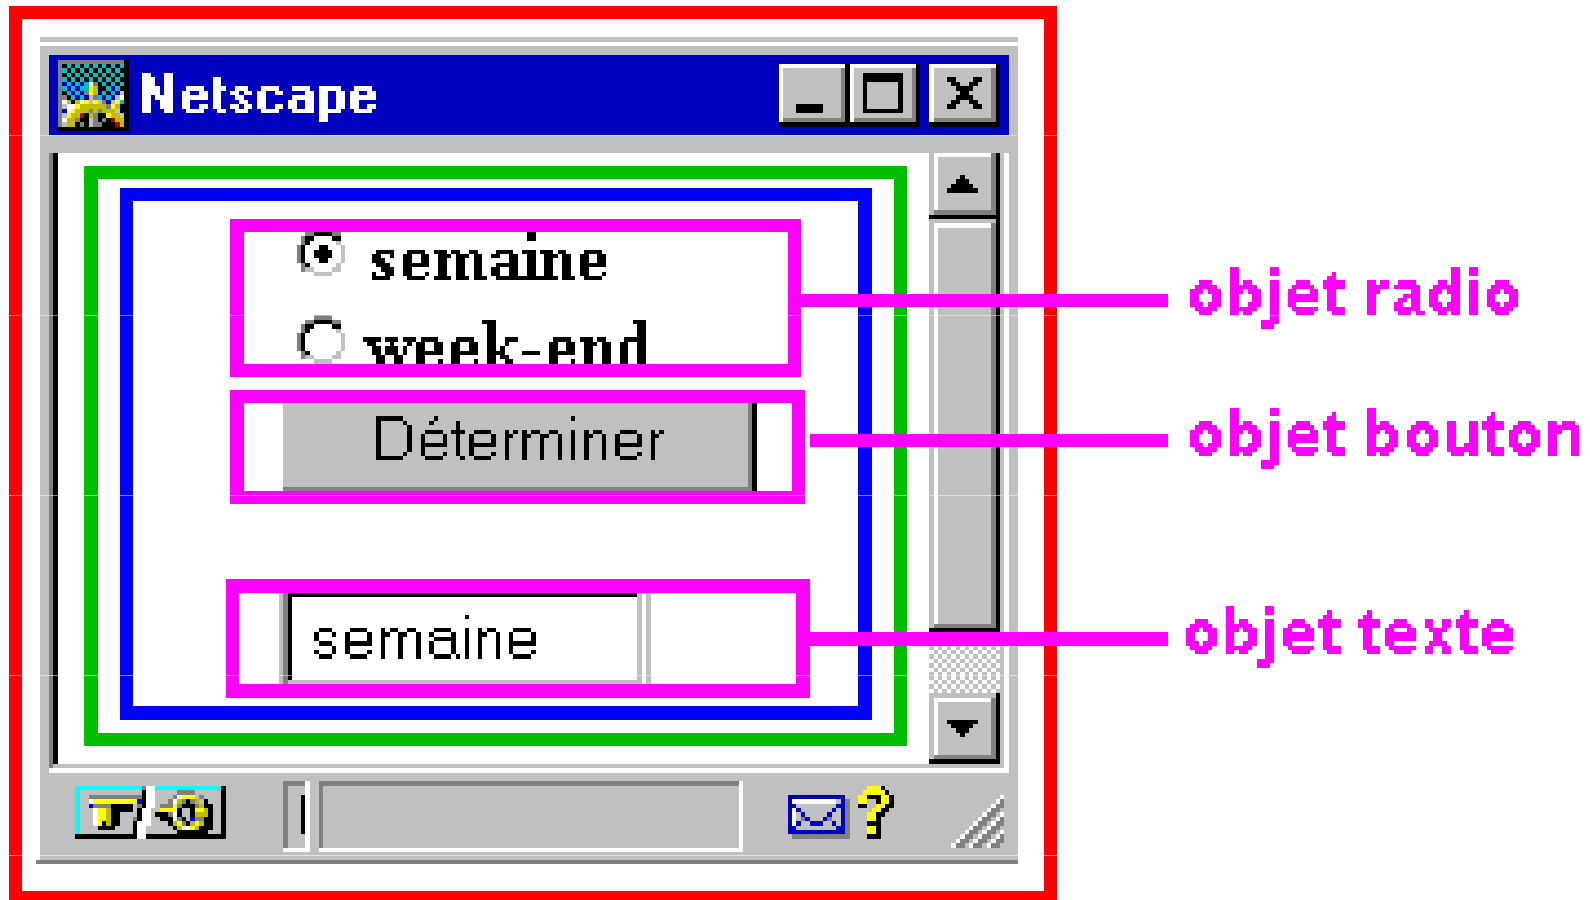 Netscape
semaine
week-end
objet radio
Déterminer
objet bouton
semaine
objet texte